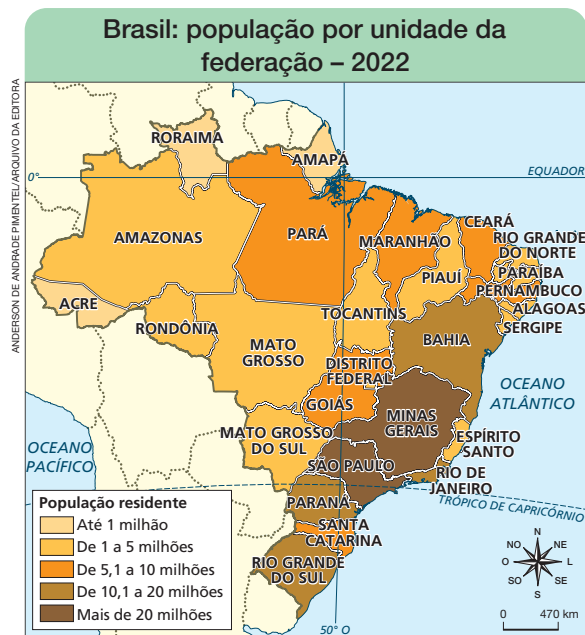 Brasil: população por unidade da
federação – 2022
ANDERSON DE ANDRADE PIMENTEL/ARQUIVO DA EDITORA
RORAIMA
AMAPÁ
EQUADOR
0°
AMAZONAS
PARÁ
MARANHÃO
CEARÁ
RIO GRANDE
DO NORTE
PIAUÍ
PARAÍBA
PERNAMBUCO
ACRE
TOCANTINS
ALAGOAS
RONDÔNIA
SERGIPE
MATO
GROSSO
BAHIA
DISTRITO
FEDERAL
GOIÁS
OCEANO
ATLÂNTICO
MINAS
GERAIS
MATO GROSSO
DO SUL
ESPÍRITO
SANTO
OCEANO
PACÍFICO
SÃO PAULO
RIO DE
JANEIRO
PARANÁ
TRÓPICO DE CAPRICÓRNIO
SANTA
CATARINA
RIO GRANDE
DO SUL
População residente
Até 1 milhão
De 1 a 5 milhões
De 5,1 a 10 milhões
De 10,1 a 20 milhões
Mais de 20 milhões
N
NO
NE
O
L
SO
SE
S
0 470 km
50° O